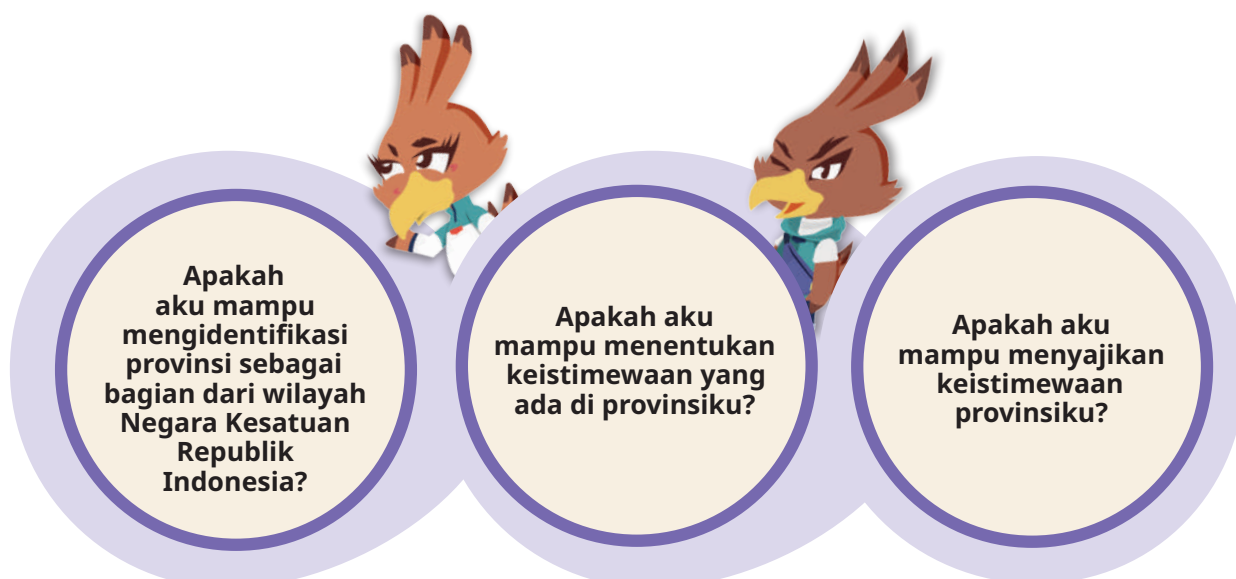 Apakah
aku mampu
mengidentifikasi
provinsi sebagai
bagian dari wilayah
Negara Kesatuan
Republik
Indonesia?
Apakah aku
mampu menentukan
keistimewaan yang
ada di provinsiku?
Apakah aku
mampu menyajikan
keistimewaan
provinsiku?